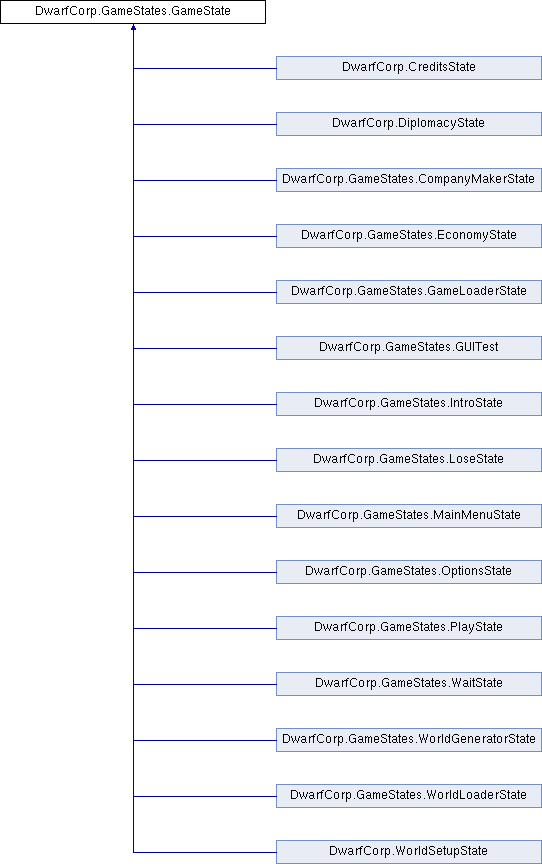 DwarfCorp.GameStates.GameState
DwarfCorp.CreditsState
DwarfCorp.DiplomacyState
DwarfCorp.GameStates.CompanyMakerState
DwarfCorp.GameStates.EconomyState
DwarfCorp.GameStates.GameLoaderState
DwarfCorp.GameStates.GUITest
DwarfCorp.GameStates.IntroState
DwarfCorp.GameStates.LoseState
DwarfCorp.GameStates.MainMenuState
DwarfCorp.GameStates.OptionsState
DwarfCorp.GameStates.PlayState
DwarfCorp.GameStates.WaitState
DwarfCorp.GameStates.WorldGeneratorState
DwarfCorp.GameStates.WorldLoaderState
DwarfCorp.WorldSetupState